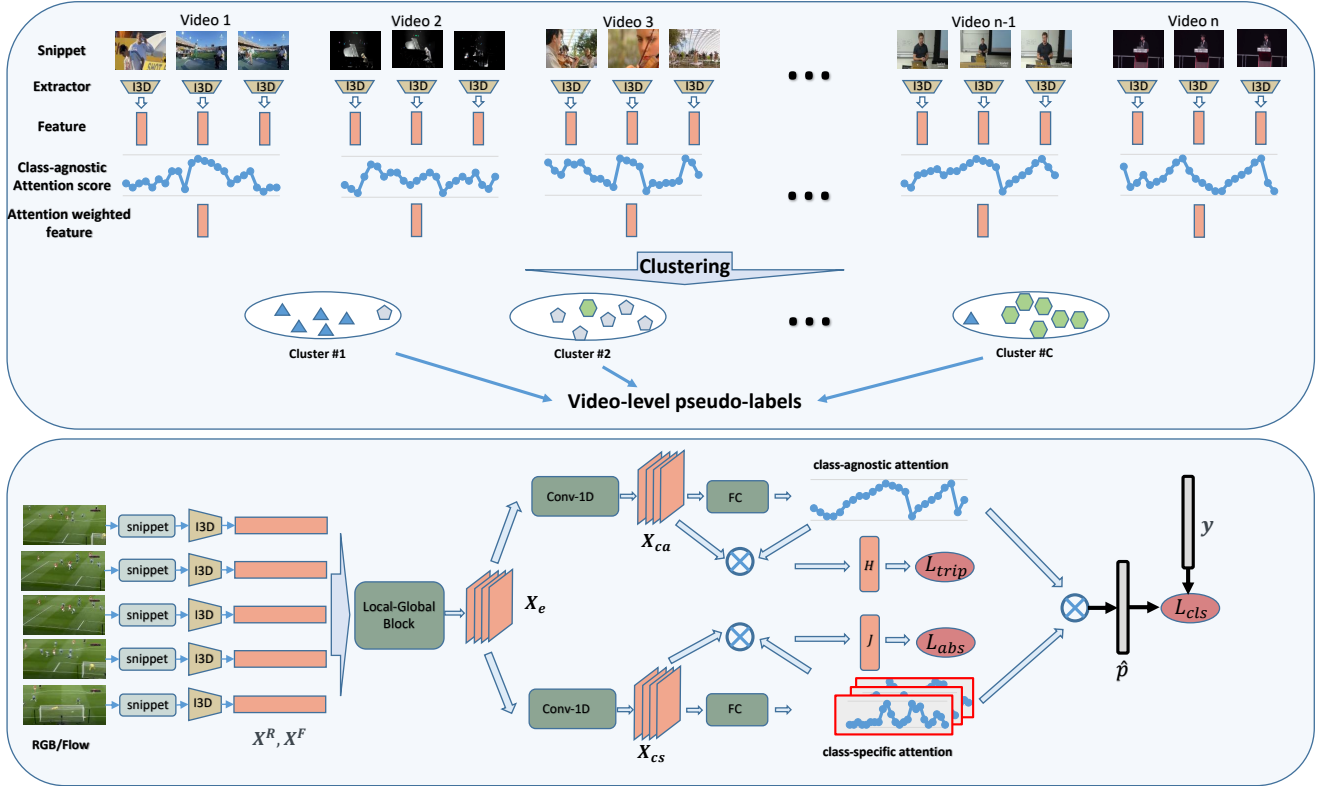 Video 1
Video 2
Video 3
Video n-1
Video n
Snippet
Extractor
I3D I3D I3D I3D I3D I3D I3D I3D I3D I3D I3D I3D I3D I3D I3D
Feature
Class-agnostic
Attention score
Attention weighted
feature
Clustering
Cluster #1
Cluster #2
Cluster #C
Video-level pseudo-labels
snippet I3D
snippet I3D
snippet I3D
snippet I3D
snippet I3D
RGB/Flow
X^R, X^F
Local-Global
Block
X_e
Conv-1D
X_ca
FC
class-agnostic attention
H
L_trip
J
L_abs
Conv-1D
X_cs
FC
class-specific attention
y
L_cls
p̂